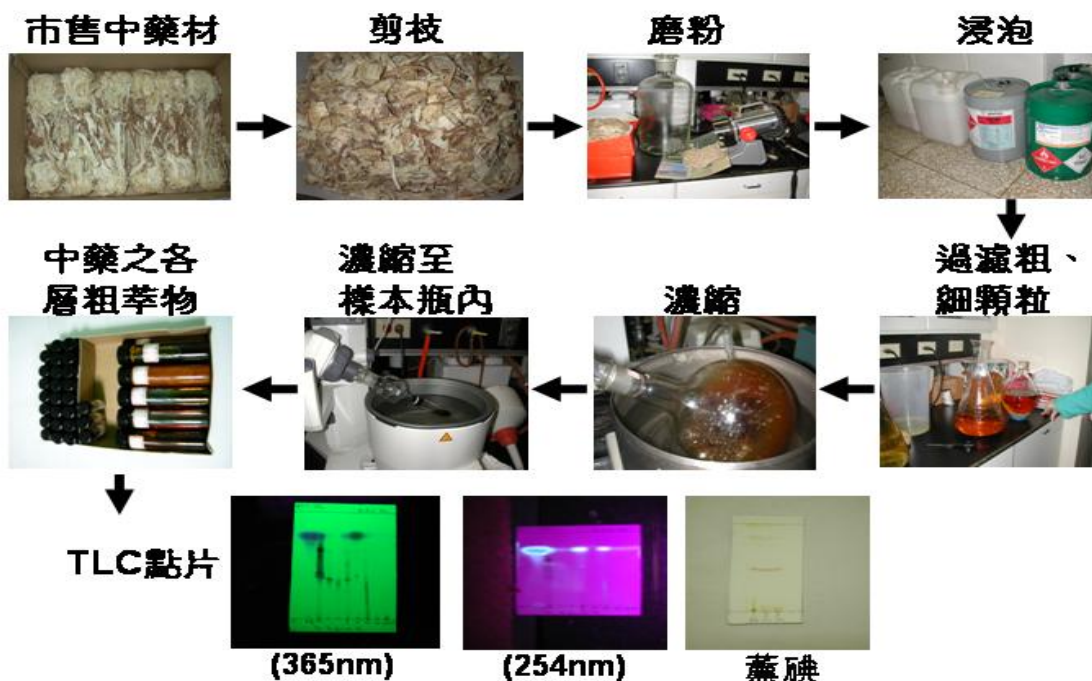 市售中藥材
剪枝
磨粉
浸泡
過濾粗、
細顆粒
濃縮
濃縮至
樣本瓶內
中藥之各
層粗萃物
TLC點片
(365nm)
(254nm)
薰碘